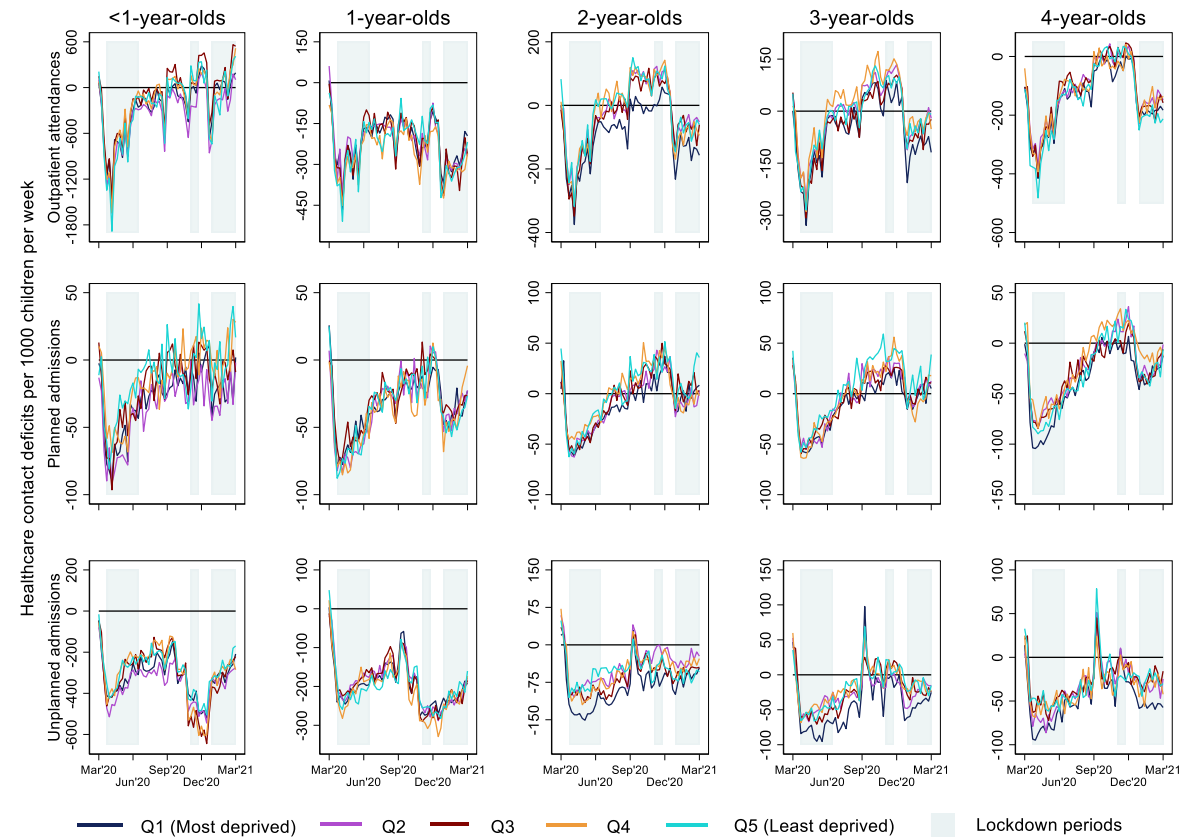 <1-year-olds 1-year-olds 2-year-olds 3-year-olds 4-year-olds
Healthcare contact deficits per 1000 children per week
Outpatient attendances
600 0 -600 -1200 -1800
150 0 -150 -300 -450
200 0 -200 -400
150 0 -150 -300
0 -200 -400 -600
Planned admissions
50 0 -50 -100
50 0 -50 -100
100 50 0 -50 -100
100 50 0 -50 -100
50 0 -50 -100 -150
Unplanned admissions
200 0 -200 -400 -600
100 0 -100 -200 -300
150 75 0 -75 -150
150 100 50 0 -50 -100
100 50 0 -50 -100
Mar'20 Sep'20 Mar'21 Mar'20 Sep'20 Mar'21 Mar'20 Sep'20 Mar'21 Mar'20 Sep'20 Mar'21 Mar'20 Sep'20 Mar'21
Jun'20 Dec'20 Jun'20 Dec'20 Jun'20 Dec'20 Jun'20 Dec'20 Jun'20 Dec'20
Q1 (Most deprived) Q2 Q3 Q4 Q5 (Least deprived) Lockdown periods